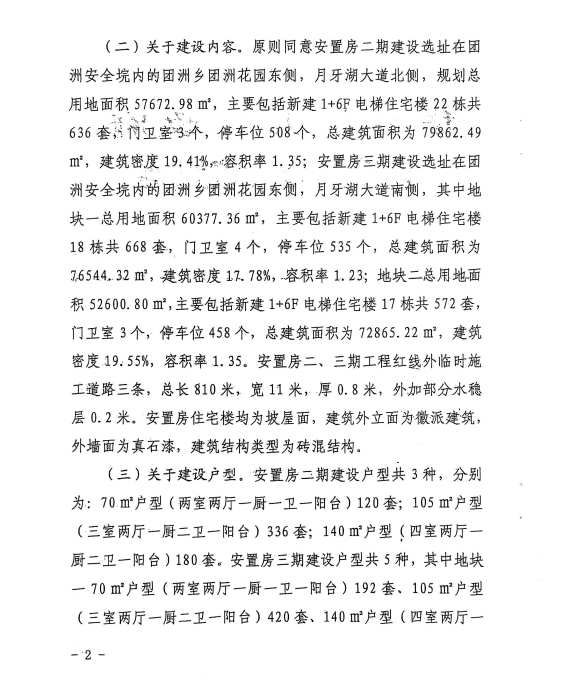 （二）关于建设内容。原则同意安置房二期建设选址在团
洲安全垸内的团洲乡团洲花园东侧，月牙湖大道北侧，规划总
用地面积 57672.98 ㎡，主要包括新建 1+6F 电梯住宅楼 22 栋共
636 套，门卫室 3 个，停车位 508 个，总建筑面积为 79862.49
㎡，建筑密度 19.41%，容积率 1.35；安置房三期建设选址在团
洲安全垸内的团洲乡团洲花园东侧，月牙湖大道南侧，其中地
块一总用地面积 60377.36 ㎡，主要包括新建 1+6F 电梯住宅楼
18 栋共 668 套，门卫室 4 个，停车位 535 个，总建筑面积为
76544.32 ㎡，建筑密度 17.78%，容积率 1.23；地块二总用地面
积 52600.80 ㎡，主要包括新建 1+6F 电梯住宅楼 17 栋共 572 套，
门卫室 3 个，停车位 458 个，总建筑面积为 72865.22 ㎡，建筑
密度 19.55%，容积率 1.35。安置房二、三期工程红线外临时施
工道路三条，总长 810 米，宽 11 米，厚 0.8 米，外加部分水稳
层 0.2 米。安置房住宅楼均为坡屋面，建筑外立面为徽派建筑，
外墙面为真石漆，建筑结构类型为砖混结构。
（三）关于建设户型。安置房二期建设户型共 3 种，分别
为：70 ㎡户型（两室两厅一厨一卫一阳台）120 套；105 ㎡户型
（三室两厅一厨二卫一阳台）336 套；140 ㎡户型（四室两厅一
厨二卫一阳台）180 套。安置房三期建设户型共 5 种，其中地块
一 70 ㎡户型（两室两厅一厨一卫一阳台）192 套、105 ㎡户型
（三室两厅一厨二卫一阳台）420 套、140 ㎡户型（四室两厅一
- 2 -